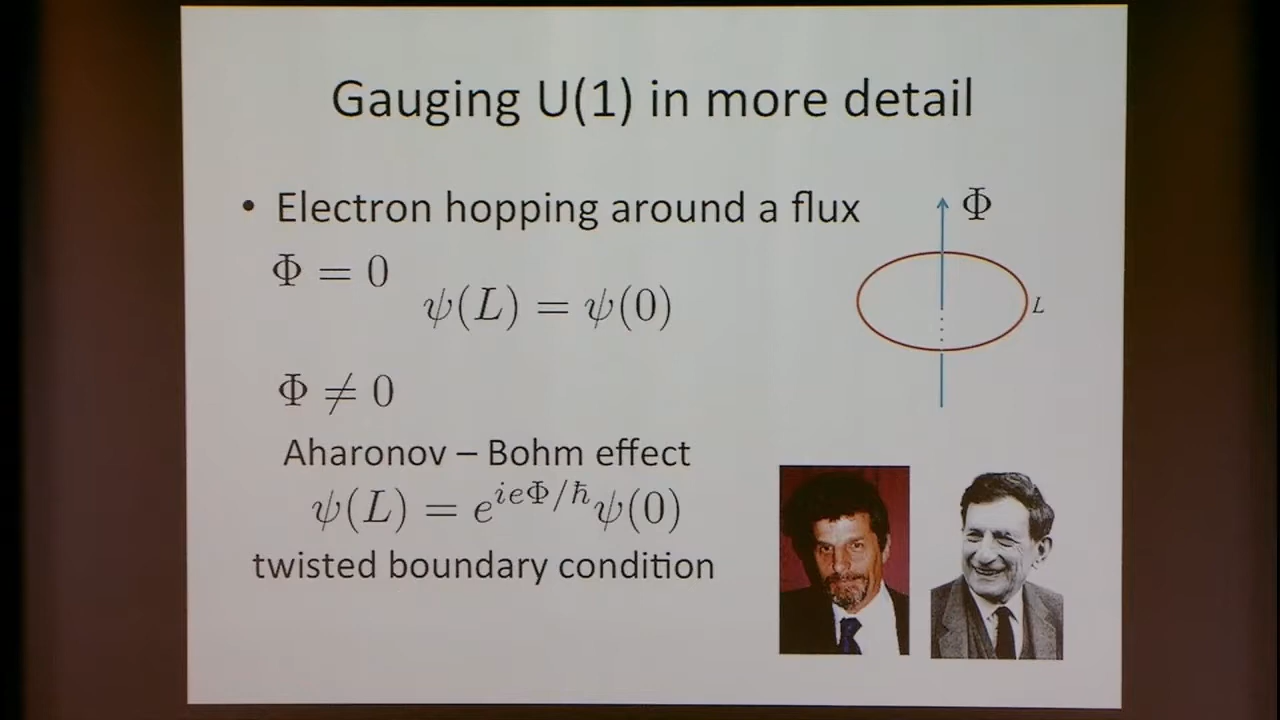 Gauging U(1) in more detail
• Electron hopping around a flux
Φ = 0
ψ(L) = ψ(0)
Φ ≠ 0
Aharonov – Bohm effect
ψ(L) = e^{ieΦ/ħ}ψ(0)
twisted boundary condition
Φ
L